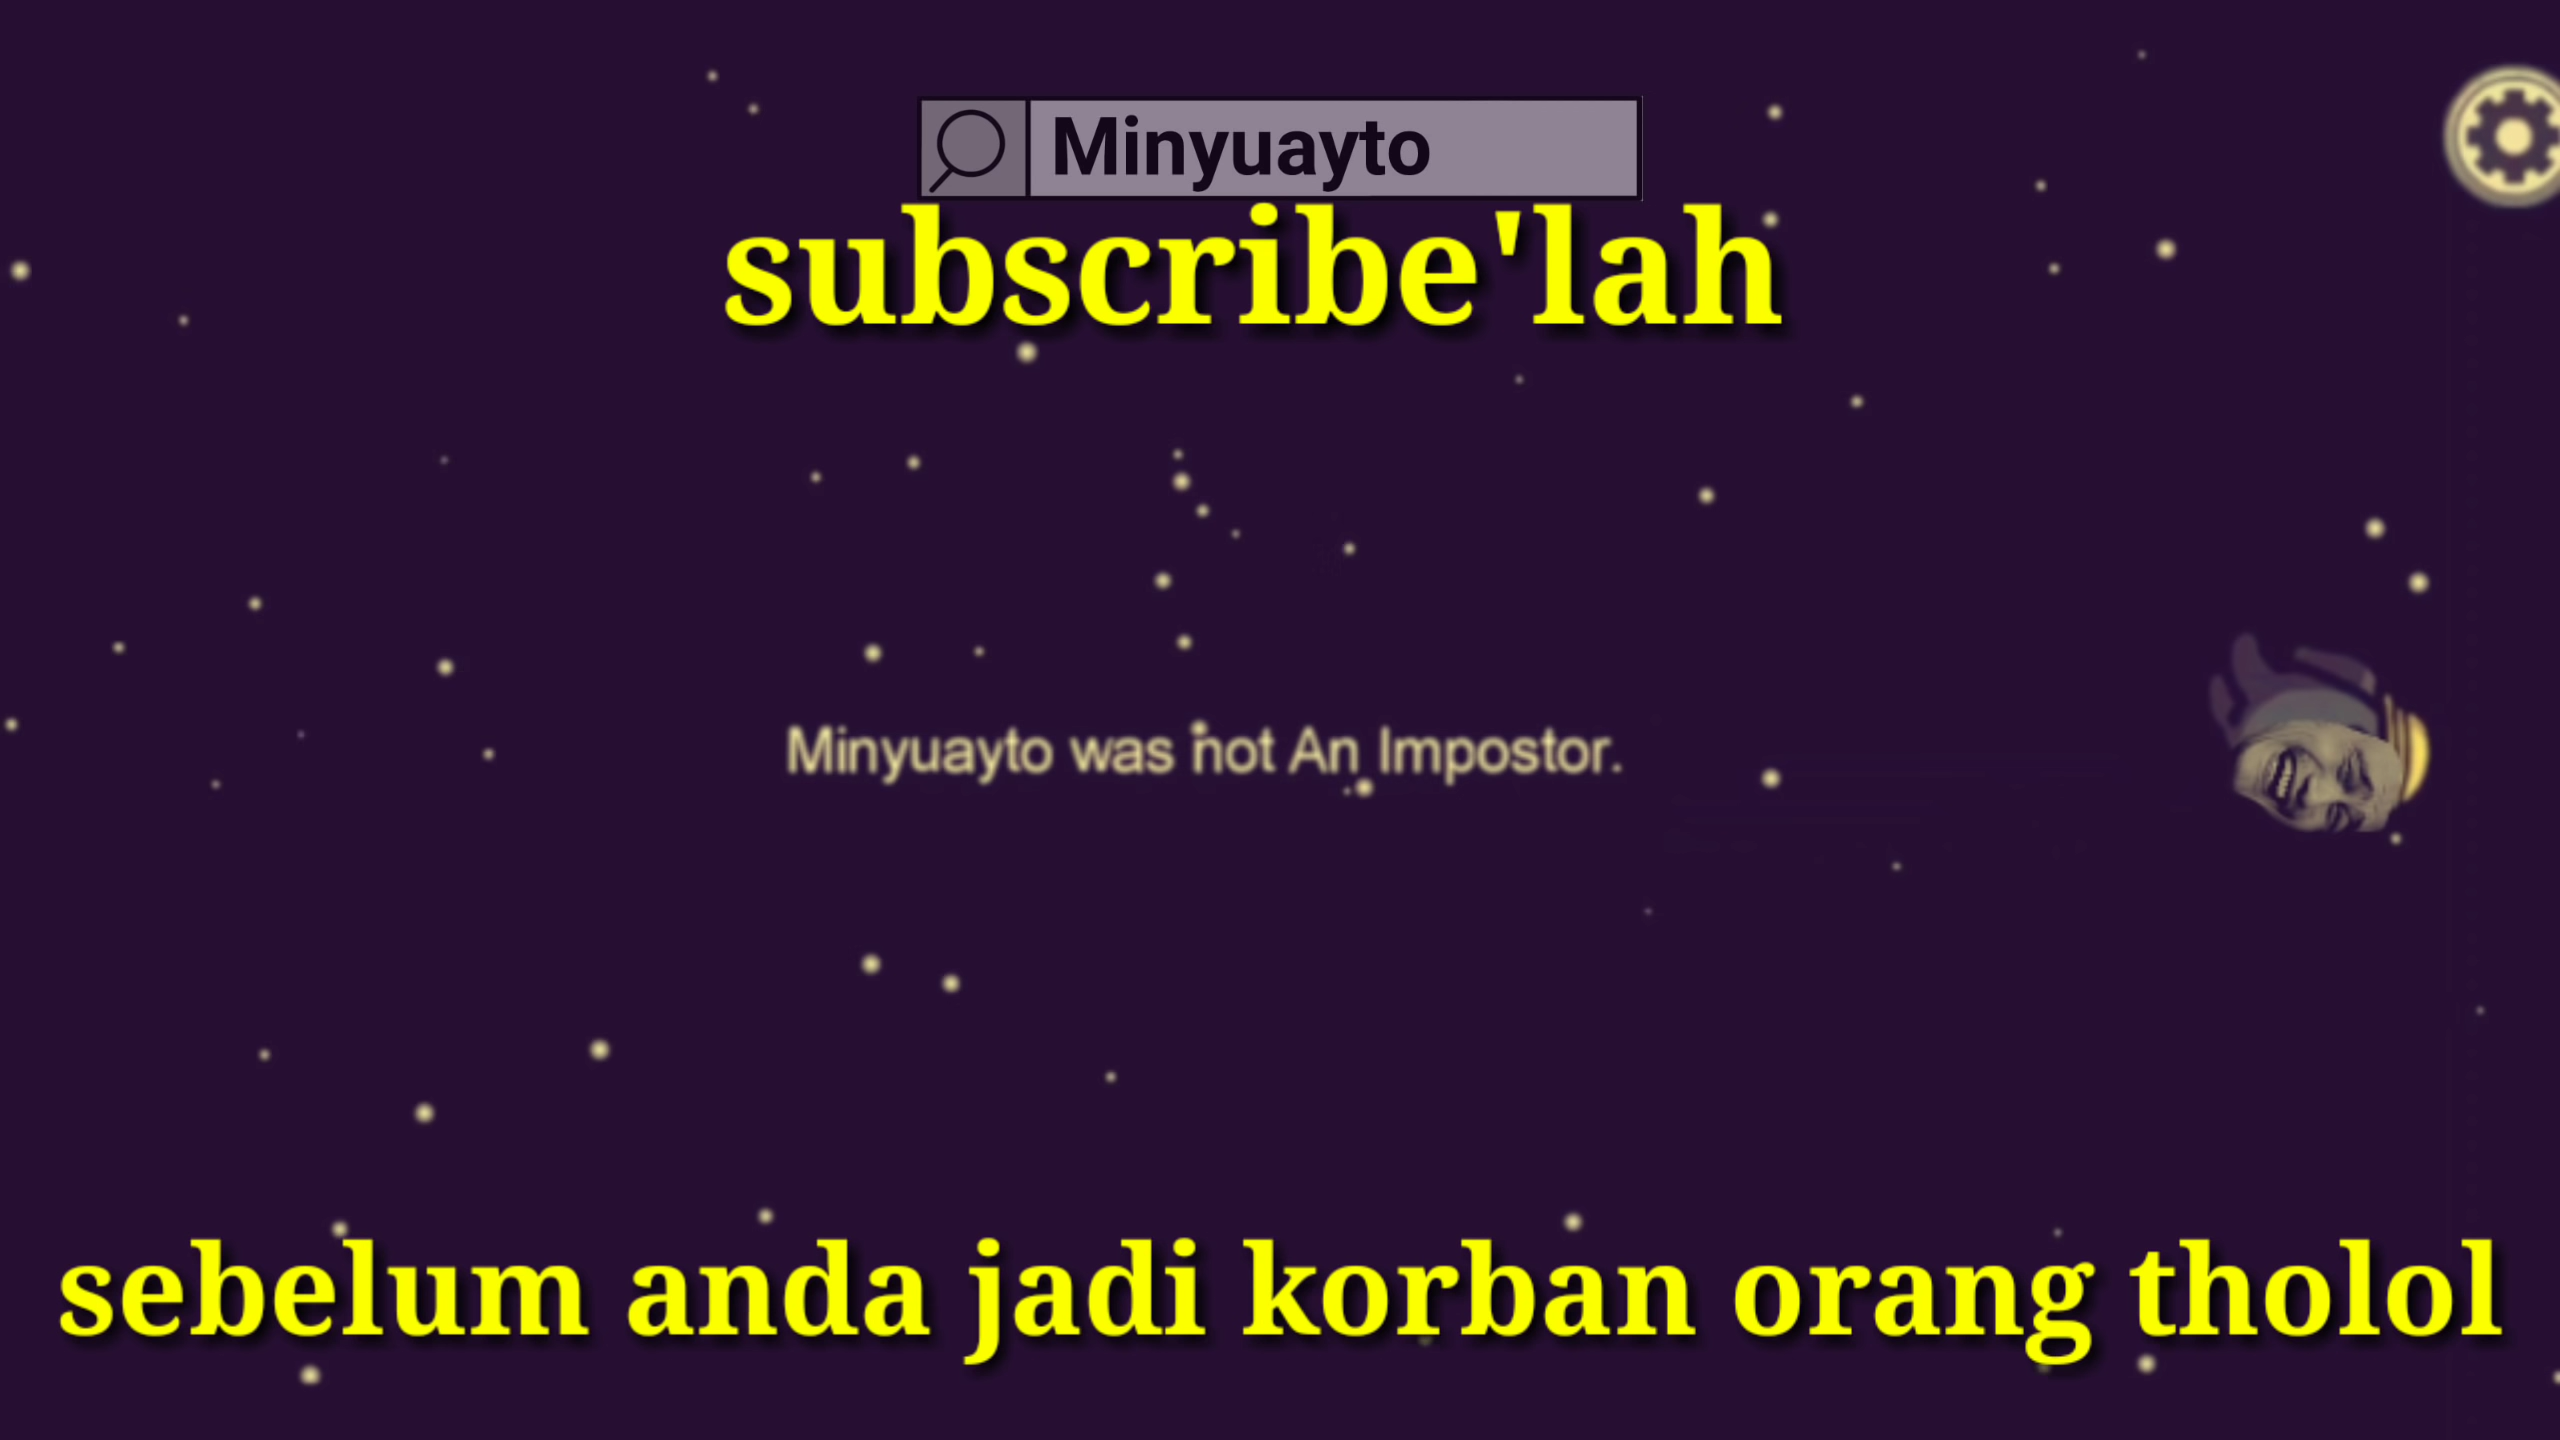 Minyuayto
subscribe'lah
Minyuayto was not An Impostor.
sebelum anda jadi korban orang tholol